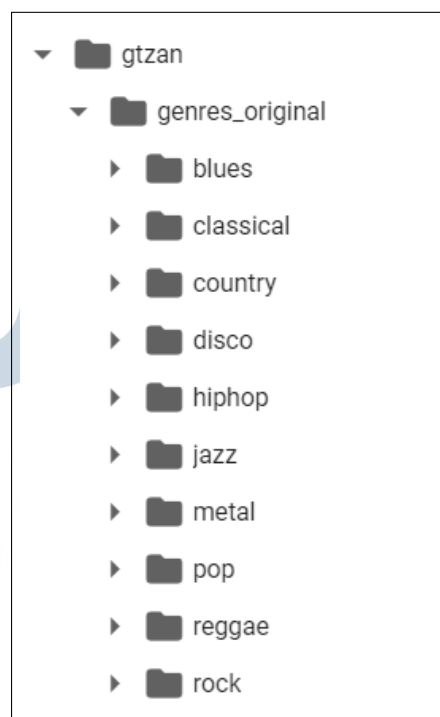 gtzan
genres_original
blues
classical
country
disco
hiphop
jazz
metal
pop
reggae
rock